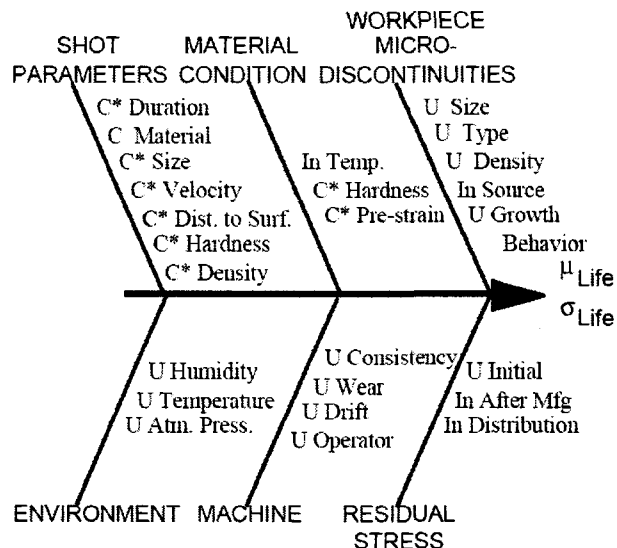 SHOT
PARAMETERS
MATERIAL
CONDITION
WORKPIECE
MICRO-
DISCONTINUITIES
C* Duration
C Material
C* Size
C* Velocity
C* Dist. to Surf.
C* Hardness
C* Density
In Temp.
C* Hardness
C* Pre-strain
U Size
U Type
U Density
In Source
U Growth
Behavior
μLife
σLife
U Humidity
U Temperature
U Atm. Press.
U Consistency
U Wear
U Drift
U Operator
U Initial
In After Mfg
In Distribution
ENVIRONMENT
MACHINE
RESIDUAL
STRESS